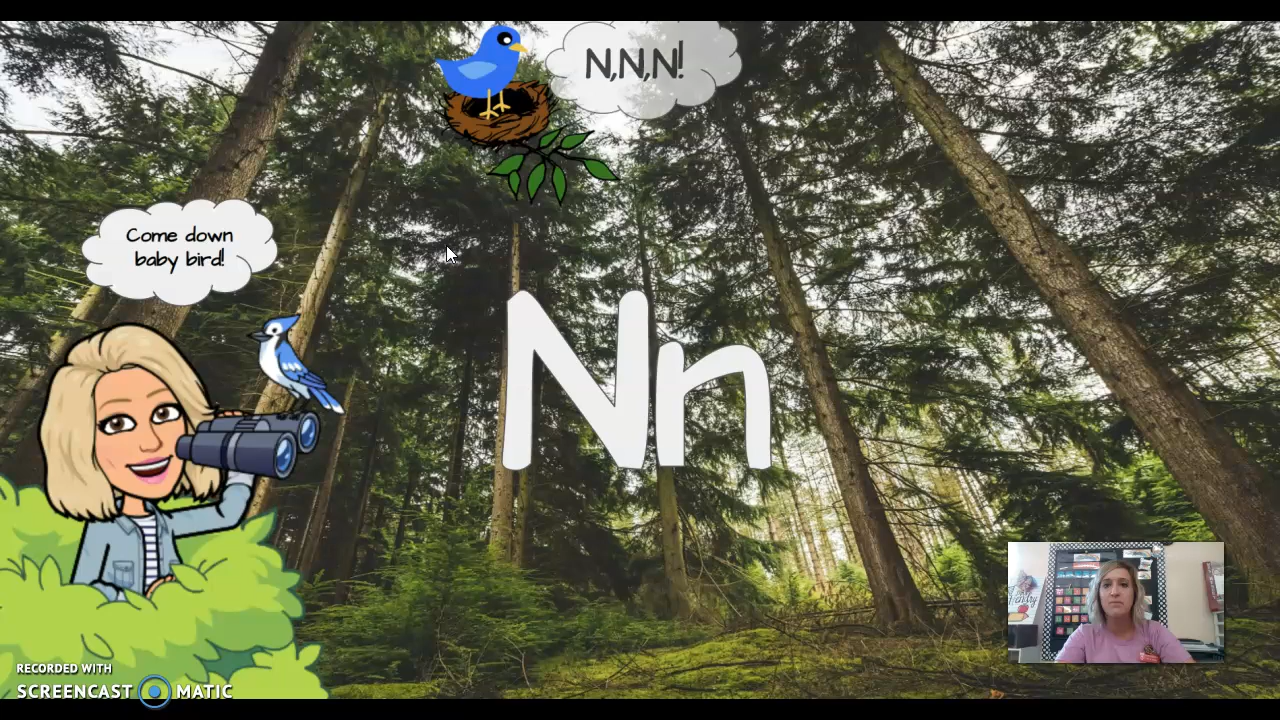 N,N,N!
Come down
baby bird!
Nn
RECORDED WITH
SCREENCAST MATIC